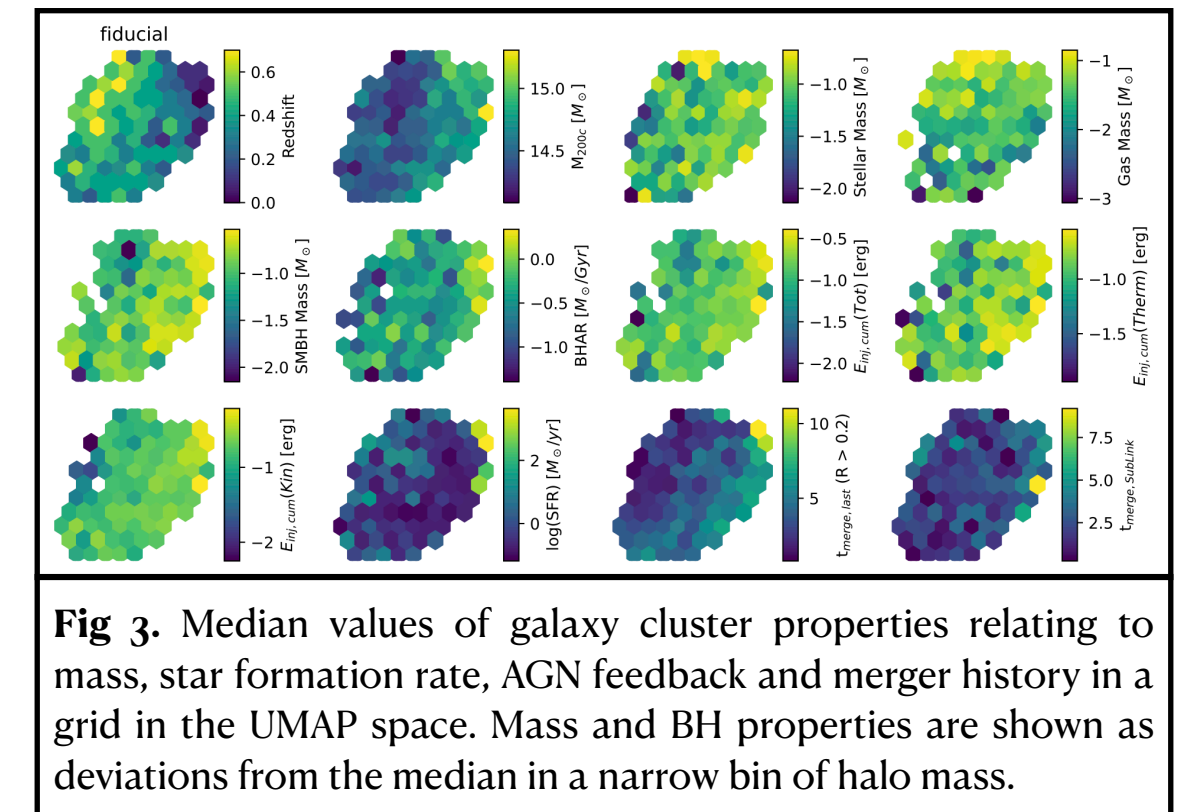 fiducial
0.6
0.4
0.2
0.0
Redshift
15.0
14.5
M200c [M⊙]
−1.0
−1.5
−2.0
Stellar Mass [M⊙]
−1
−2
−3
Gas Mass [M⊙]
−1.0
−1.5
−2.0
SMBH Mass [M⊙]
0.0
−0.5
−1.0
BHAR [M⊙/Gyr]
−0.5
−1.0
−1.5
−2.0
Einj,cum(Tot) [erg]
−1.0
−1.5
Einj,cum(Therm) [erg]
−1
−2
Einj,cum(Kin) [erg]
2
0
log(SFR) [M⊙/yr]
10
5
tmerge,last (R > 0.2)
7.5
5.0
2.5
tmerge,SubLink
Fig 3. Median values of galaxy cluster properties relating to
mass, star formation rate, AGN feedback and merger history in a
grid in the UMAP space. Mass and BH properties are shown as
deviations from the median in a narrow bin of halo mass.